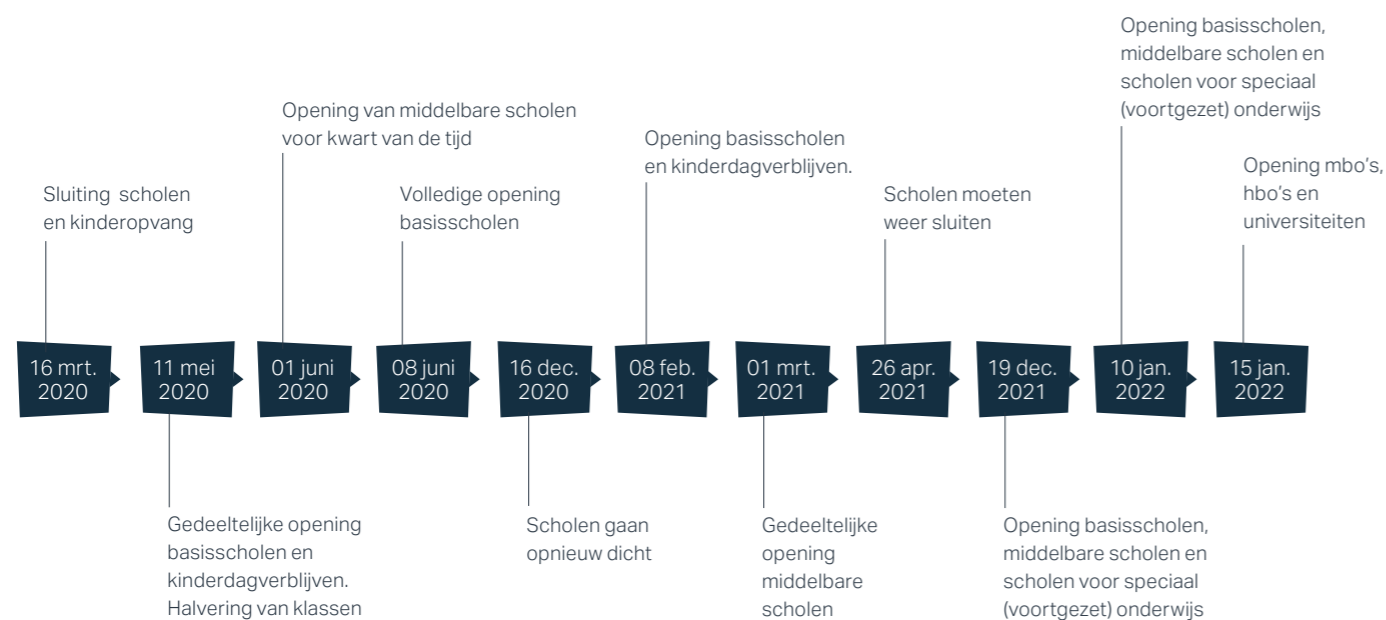 Sluiting scholen
en kinderopvang
16 mrt.
2020
11 mei
2020
Gedeeltelijke opening
basisscholen en
kinderdagverblijven.
Halvering van klassen
Opening van middelbare scholen
voor kwart van de tijd
01 juni
2020
Volledige opening
basisscholen
08 juni
2020
16 dec.
2020
Scholen gaan
opnieuw dicht
Opening basisscholen
en kinderdagverblijven.
08 feb.
2021
01 mrt.
2021
Gedeeltelijke
opening
middelbare
scholen
Scholen moeten
weer sluiten
26 apr.
2021
19 dec.
2021
Opening basisscholen,
middelbare scholen en
scholen voor speciaal
(voortgezet) onderwijs
Opening basisscholen,
middelbare scholen en
scholen voor speciaal
(voortgezet) onderwijs
10 jan.
2022
Opening mbo's,
hbo's en
universiteiten
15 jan.
2022